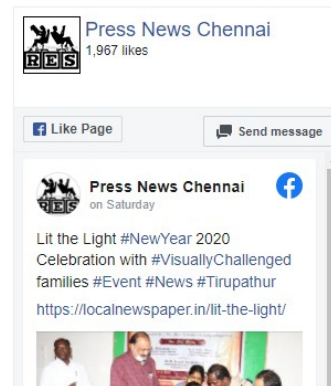 Press News Chennai
1,967 likes
RES
Like Page
Send message
Press News Chennai
on Saturday
RES
Lit the Light #NewYear 2020
Celebration with #VisuallyChallenged
families #Event #News #Tirupathur
https://localnewspaper.in/lit-the-light/